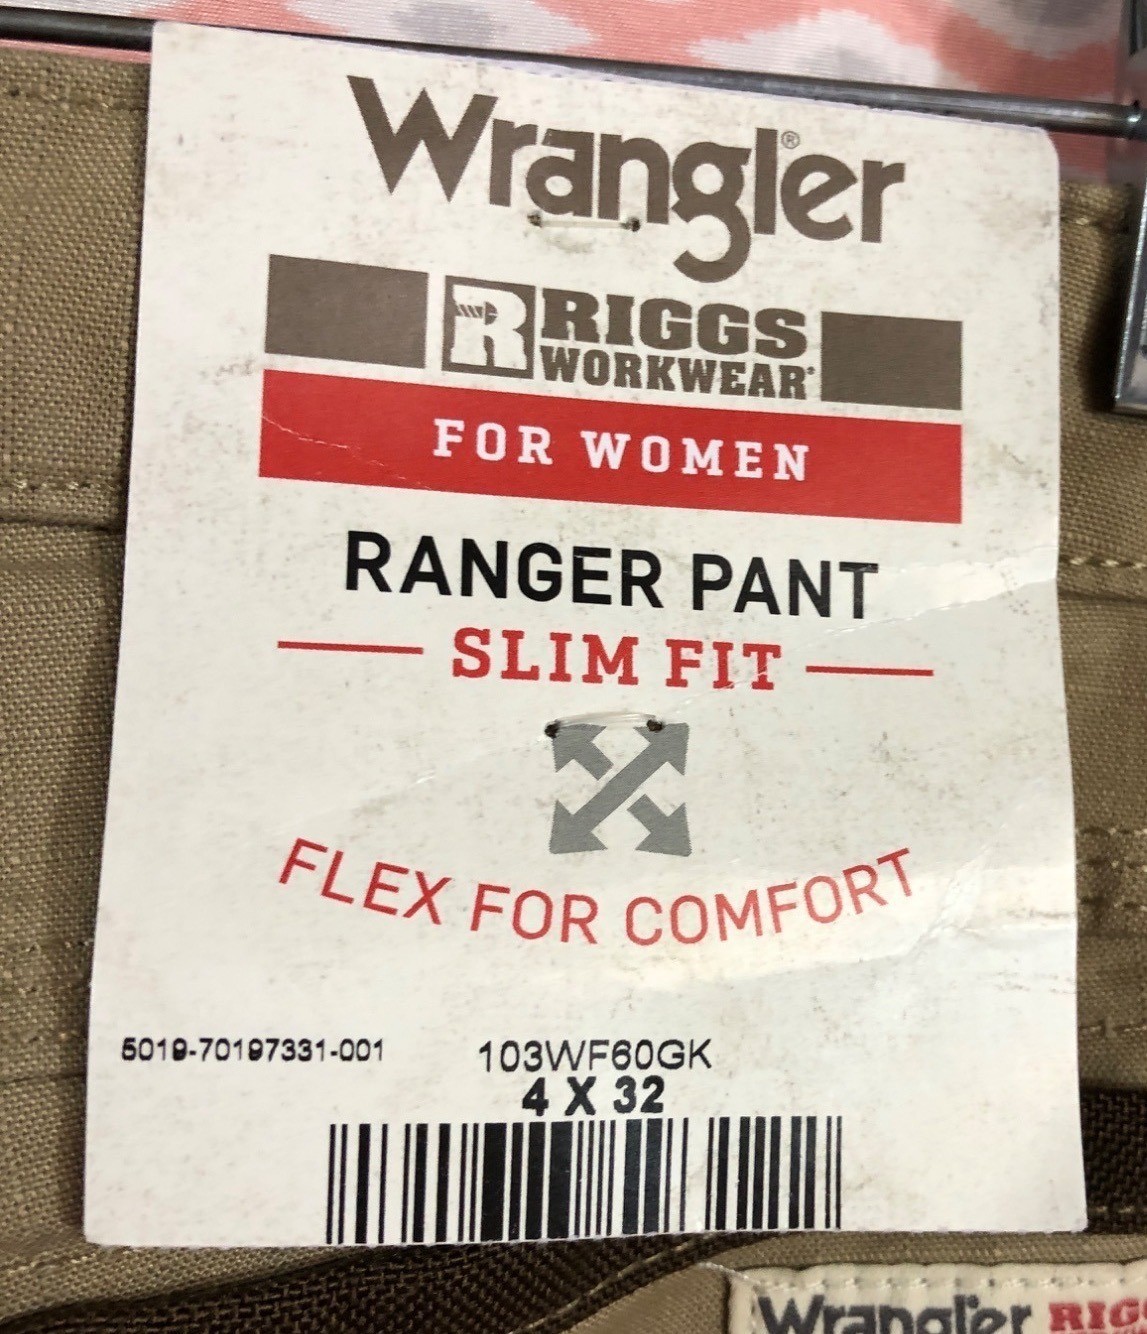 Wrangler®
R RIGGS
WORKWEAR
FOR WOMEN
RANGER PANT
SLIM FIT
FLEX FOR COMFORT
5019-70197331-001 103WF60GK
4 X 32
Wrangler RIG